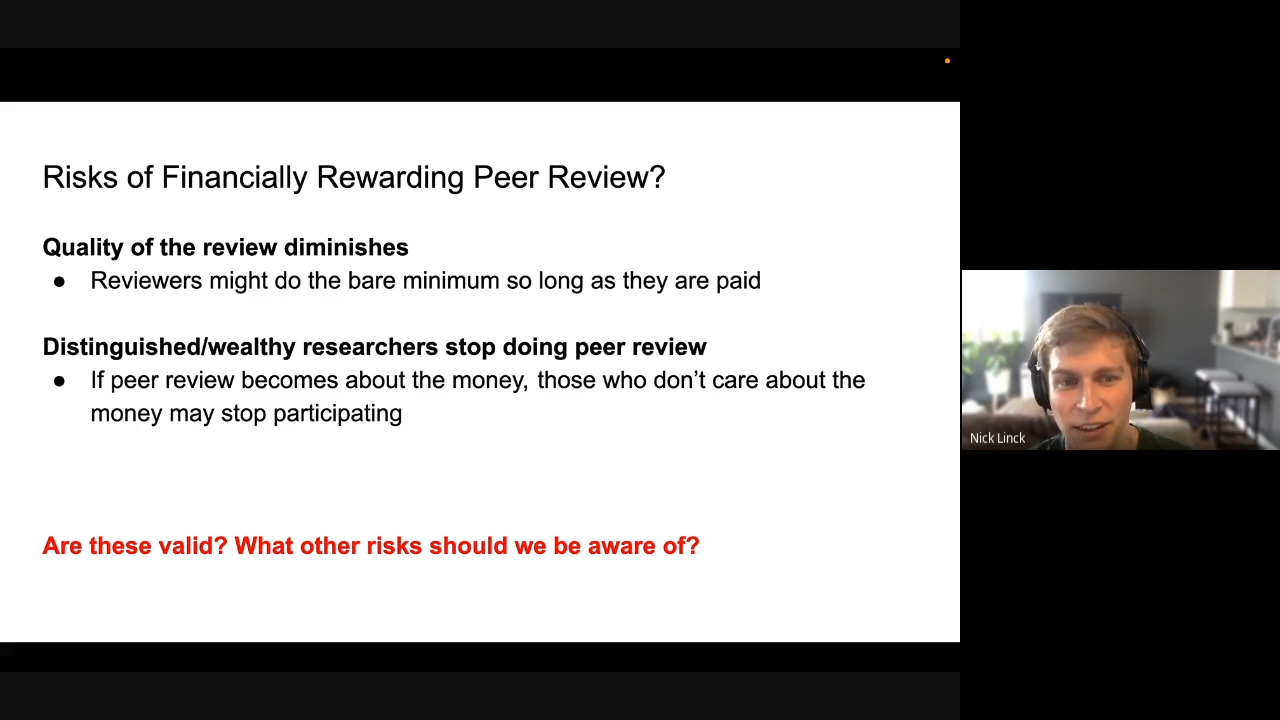 Risks of Financially Rewarding Peer Review?
Quality of the review diminishes
● Reviewers might do the bare minimum so long as they are paid
Distinguished/wealthy researchers stop doing peer review
● If peer review becomes about the money, those who don’t care about the
money may stop participating
Nick Linck
Are these valid? What other risks should we be aware of?